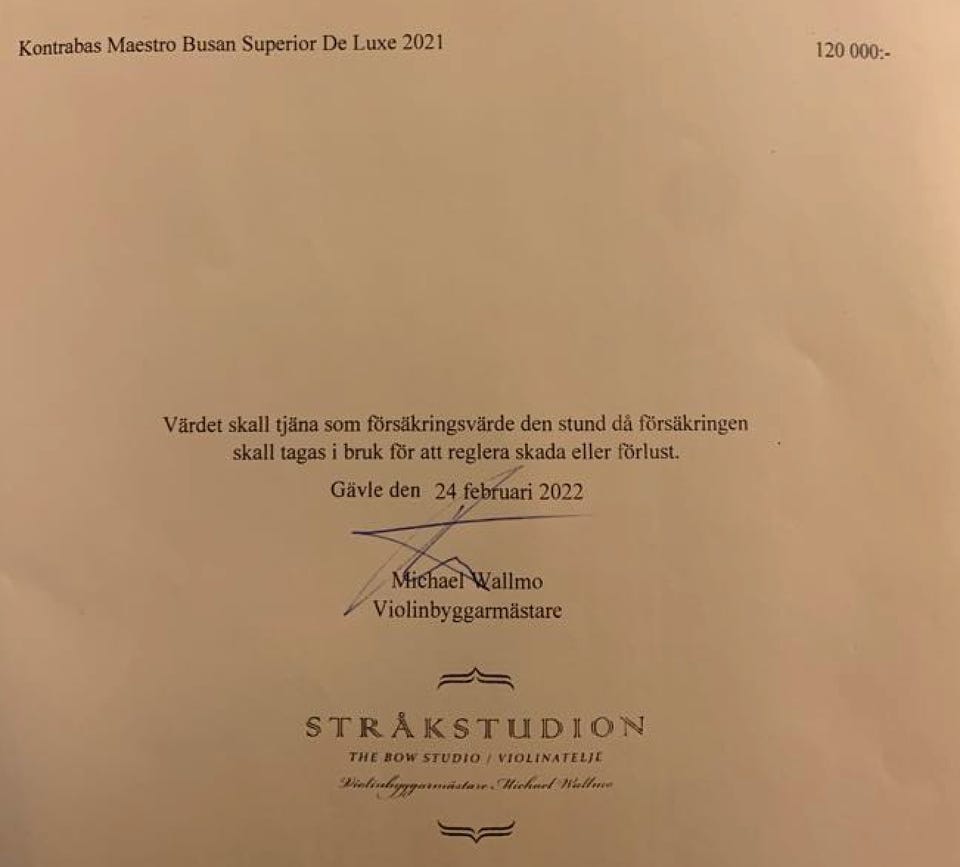 Kontrabas Maestro Busan Superior De Luxe 2021 120 000:-
Värdet skall tjäna som försäkringsvärde den stund då försäkringen
skall tagas i bruk för att reglera skada eller förlust.
Gävle den 24 februari 2022
Michael Wallmo
Violinbyggarmästare
STRÅKSTUDION
THE BOW STUDIO / VIOLINATELJE
Violinbyggarmästare Michael Wallmo